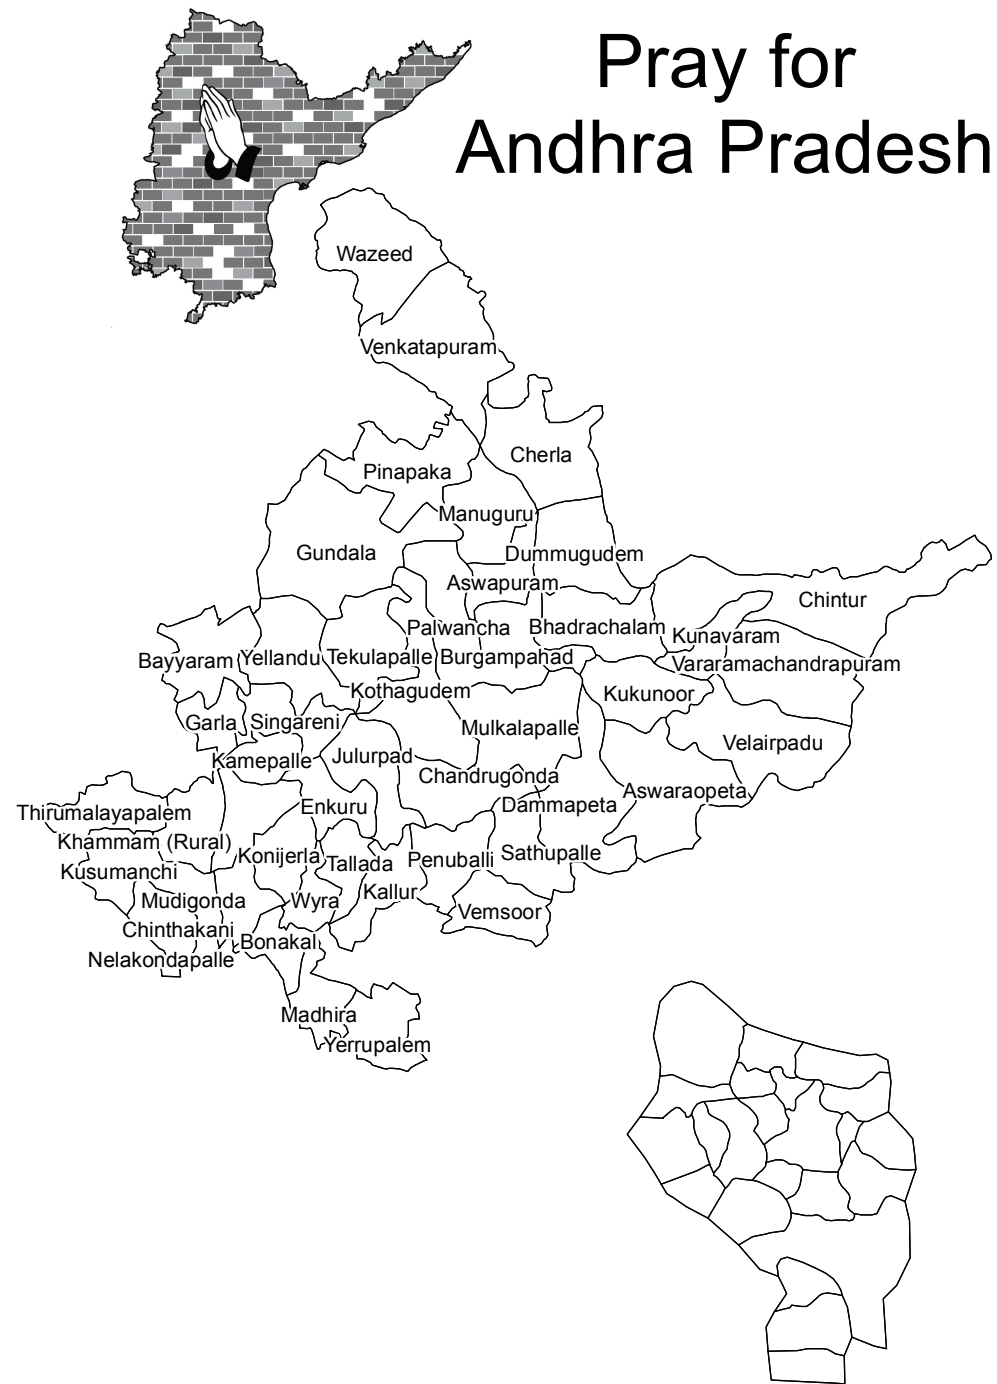 Pray for
Andhra Pradesh
Wazeed
Venkatapuram
Cherla
Pinapaka
Manuguru
Gundala
Dummugudem
Aswapuram
Chintur
Palwancha
Bhadrachalam
Kunavaram
Bayyaram
Yellandu
Tekulapalle
Burgampahad
Vararamachandrapuram
Kothagudem
Kukunoor
Garla
Singareni
Mulkalapalle
Velairpadu
Kamepalle
Julurpad
Chandrugonda
Aswaraopeta
Dammapeta
Enkuru
Thirumalayapalem
Khammam (Rural)
Konijerla
Tallada
Penuballi
Sathupalle
Kusumanchi
Kallur
Mudigonda
Wyra
Vemsoor
Chinthakani
Bonakal
Nelakondapalle
Madhira
Yerrupalem